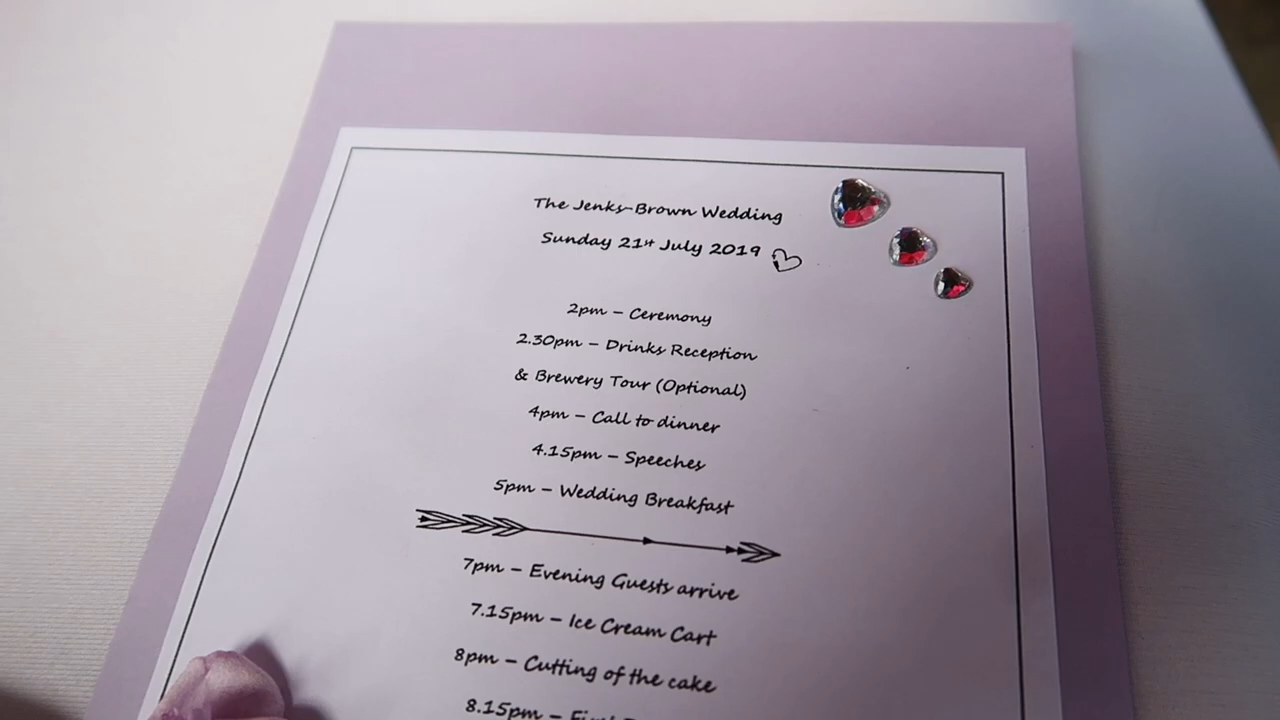 The Jenks-Brown Wedding
Sunday 21st July 2019
2pm – Ceremony
2.30pm – Drinks Reception
& Brewery Tour (Optional)
4pm – Call to dinner
4.15pm – Speeches
5pm – Wedding Breakfast
7pm – Evening Guests arrive
7.15pm – Ice Cream Cart
8pm – Cutting of the cake
8.15pm –